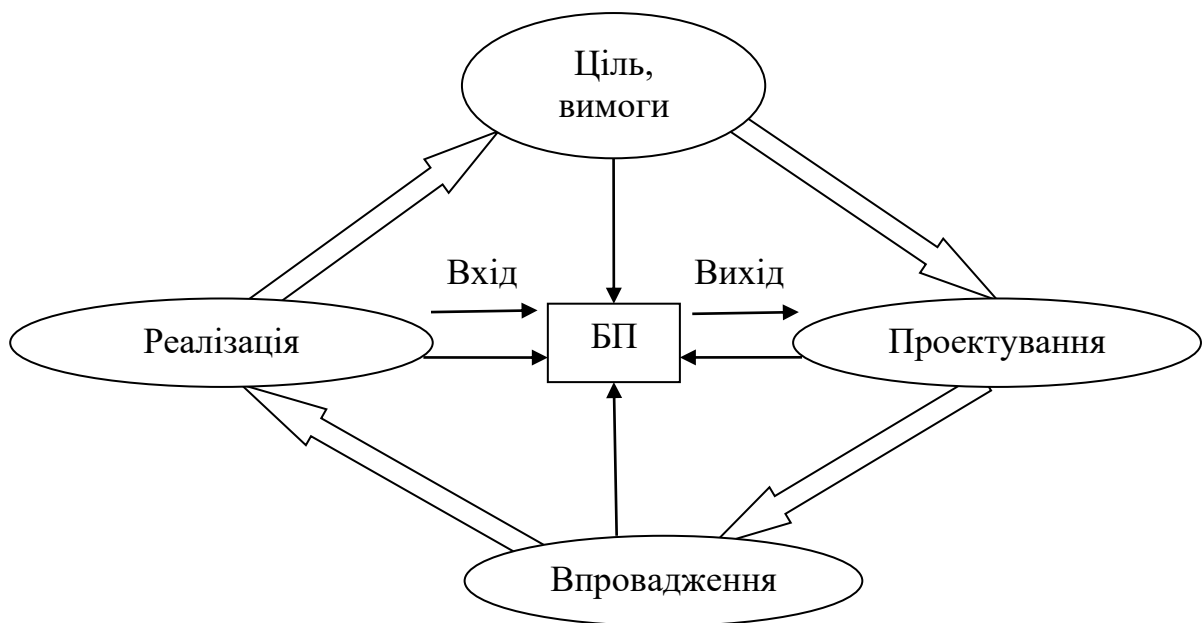 Ціль,
вимоги
Вхід
Вихід
Реалізація
БП
Проектування
Впровадження